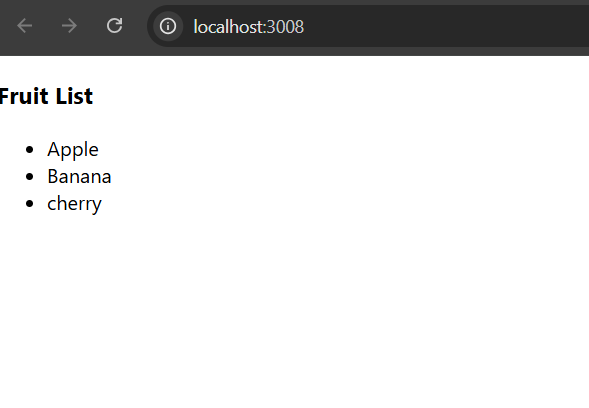 localhost:3008
Fruit List
Apple
Banana
cherry